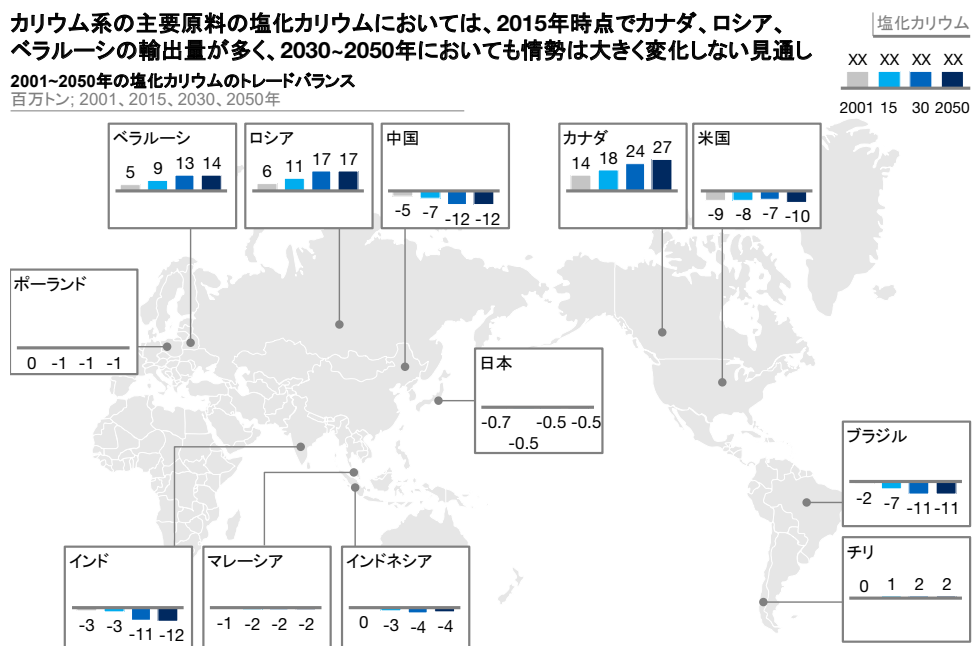 カリウム系の主要原料の塩化カリウムにおいては、2015年時点でカナダ、ロシア、
ベラルーシの輸出量が多く、2030~2050年においても情勢は大きく変化しない見通し
2001~2050年の塩化カリウムのトレードバランス
百万トン; 2001、2015、2030、2050年
塩化カリウム
XX XX XX XX
2001 15 30 2050
ベラルーシ
5 9 13 14
ロシア
6 11 17 17
中国
-5 -7 -12 -12
カナダ
14 18 24 27
米国
-9 -8 -7 -10
ポーランド
0 -1 -1 -1
日本
-0.7 -0.5 -0.5
-0.5
ブラジル
-2 -7 -11 -11
チリ
0 1 2 2
インド
-3 -3 -11 -12
マレーシア
-1 -2 -2 -2
インドネシア
0 -3 -4 -4